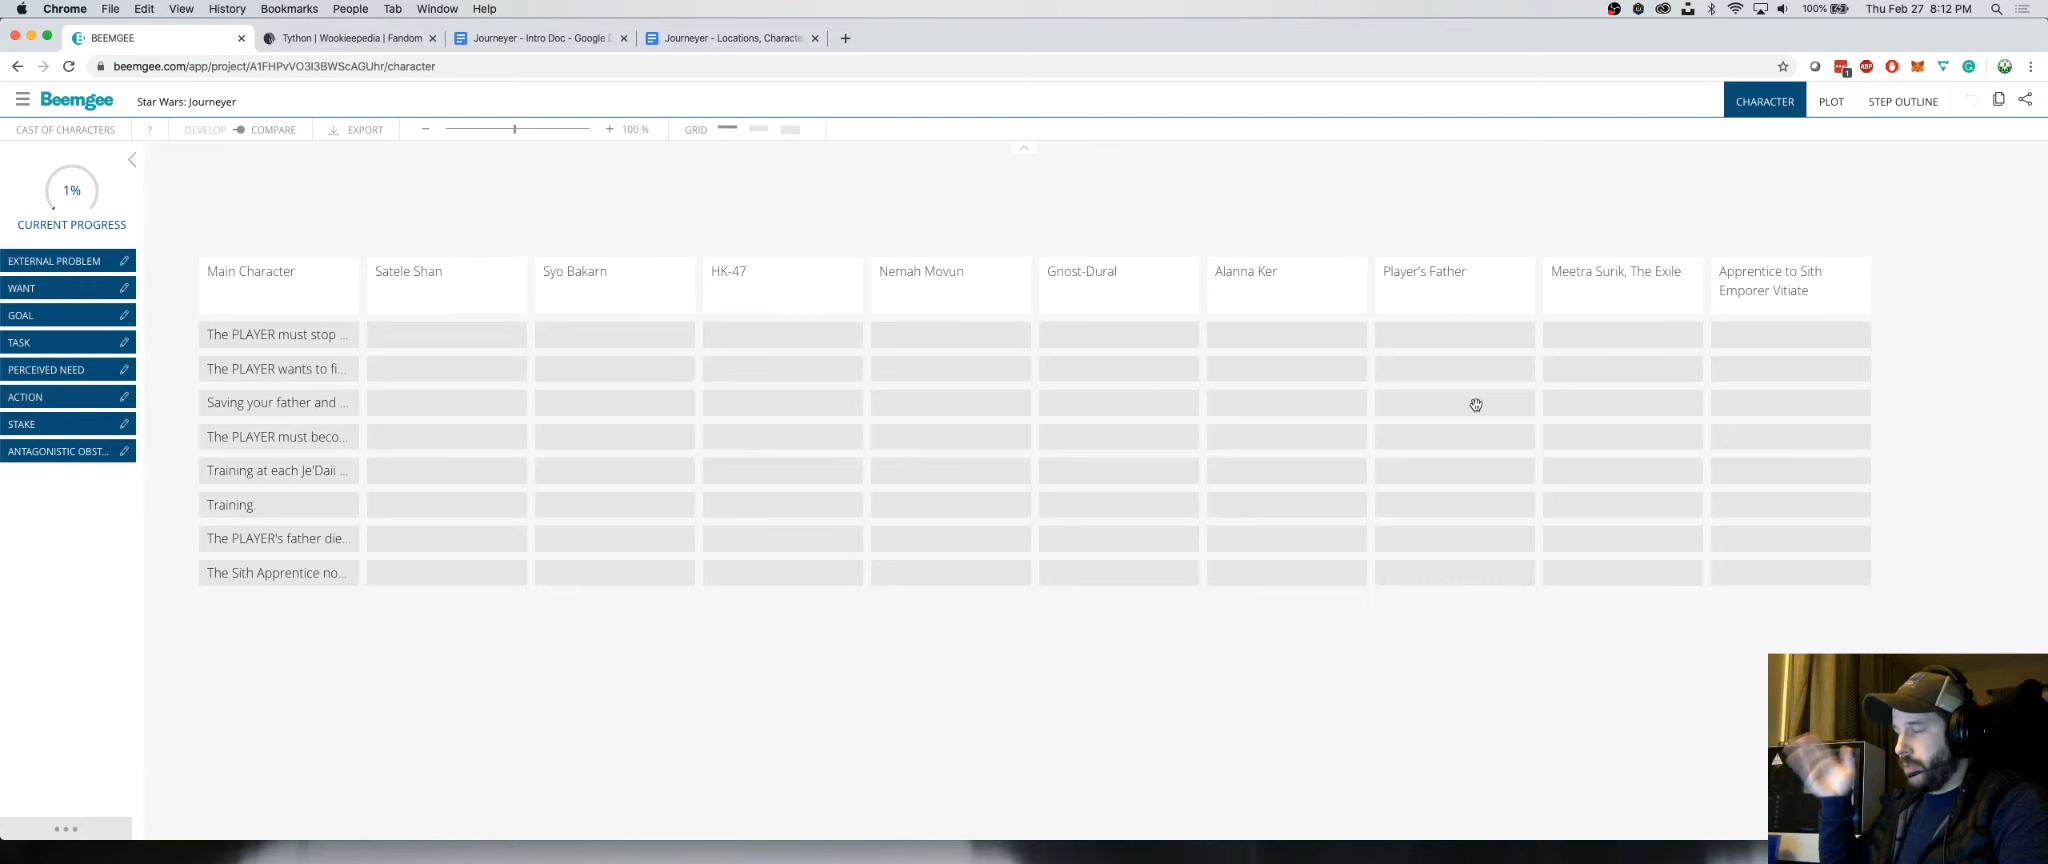 Chrome File Edit View History Bookmarks People Tab Window Help 100% Thu Feb 27 8:12 PM
BEEMGEE Tython | Wookieepedia | Fandom Journeyer - Intro Doc - Google D Journeyer - Locations, Characte
beemgee.com/app/project/A1FHPvVO3I3BWScAGUhr/character
Beemgee Star Wars: Journeyer CHARACTER PLOT STEP OUTLINE
CAST OF CHARACTERS ? DEVELOP COMPARE EXPORT − + 100 % GRID
1%
CURRENT PROGRESS
EXTERNAL PROBLEM
WANT
GOAL
TASK
PERCEIVED NEED
ACTION
STAKE
ANTAGONISTIC OBST...
Main Character Satele Shan Syo Bakarn HK-47 Nemah Movun Gnost-Dural Alanna Ker Player's Father Meetra Surik, The Exile Apprentice to Sith
Emporer Vitiate
The PLAYER must stop ...
The PLAYER wants to fi...
Saving your father and ...
The PLAYER must beco...
Training at each Je'Daii ...
Training.
The PLAYER's father die...
The Sith Apprentice no...